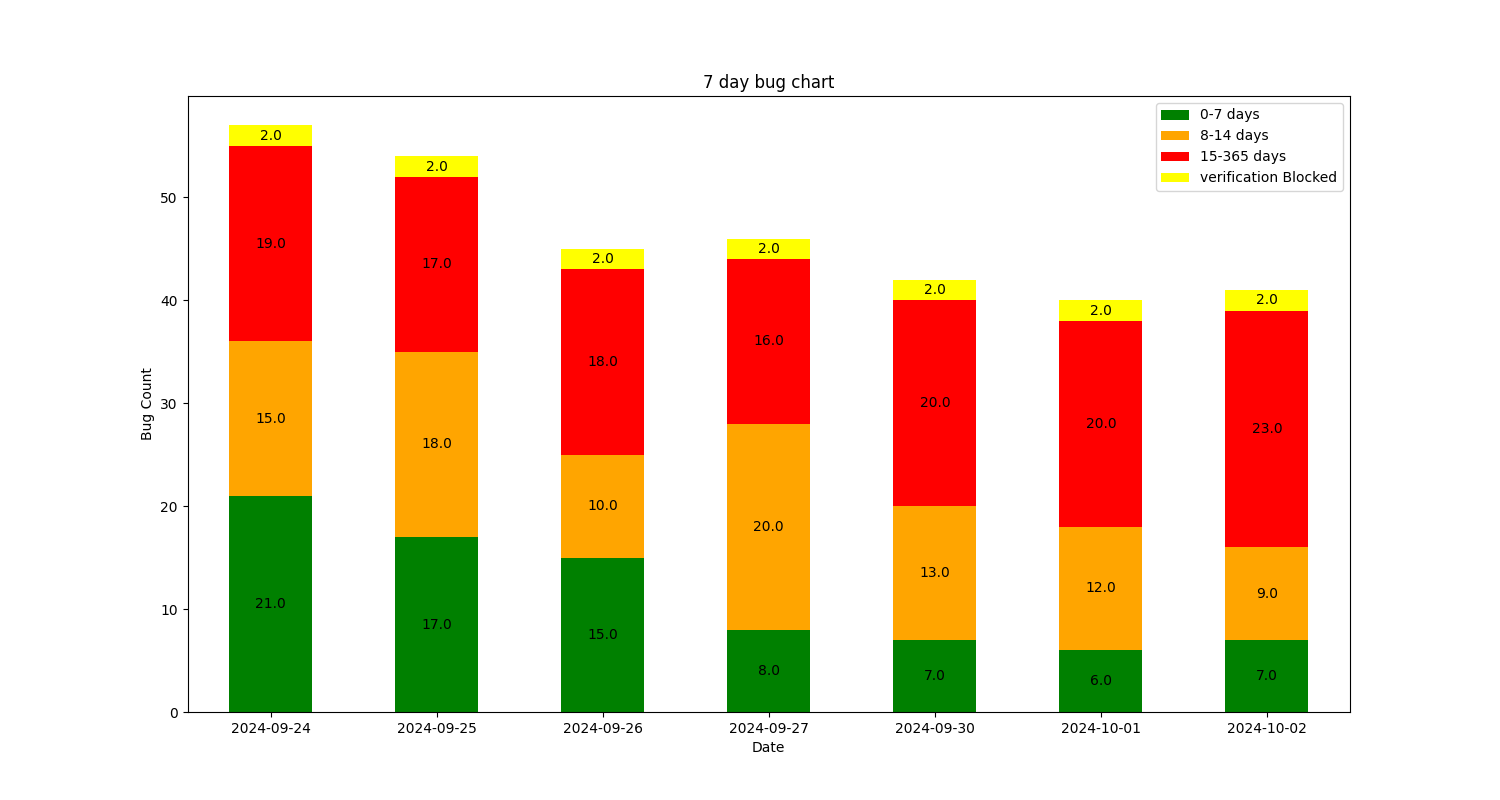 7 day bug chart
0-7 days
8-14 days
15-365 days
verification Blocked
Bug Count
50
40
30
20
10
0
2.0 2.0 2.0 2.0 2.0 2.0 2.0
19.0 17.0 18.0 16.0 20.0 20.0 23.0
15.0 18.0 10.0 20.0 13.0 12.0 9.0
21.0 17.0 15.0 8.0 7.0 6.0 7.0
2024-09-24 2024-09-25 2024-09-26 2024-09-27 2024-09-30 2024-10-01 2024-10-02
Date